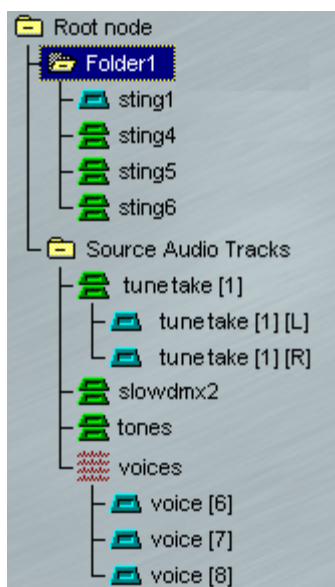 Root node
Folder1
sting1
sting4
sting5
sting6
Source Audio Tracks
tunetake [1]
tunetake [1] [L]
tunetake [1] [R]
slowdmx2
tones
voices
voice [6]
voice [7]
voice [8]